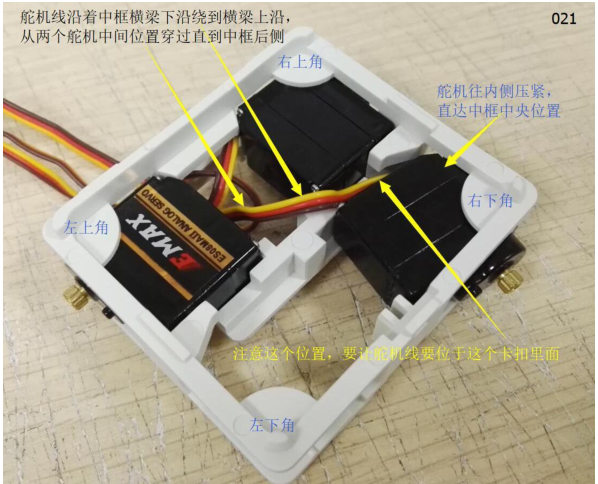 舵机线沿着中框横梁下沿绕到横梁上沿，
从两个舵机中间位置穿过直到中框后侧
021
右上角
舵机往内侧压紧，
直达中框中央位置
左上角
右下角
EMAX
ES08MAII ANALOG SERVO
注意这个位置，要让舵机线要位于这个卡扣里面
左下角